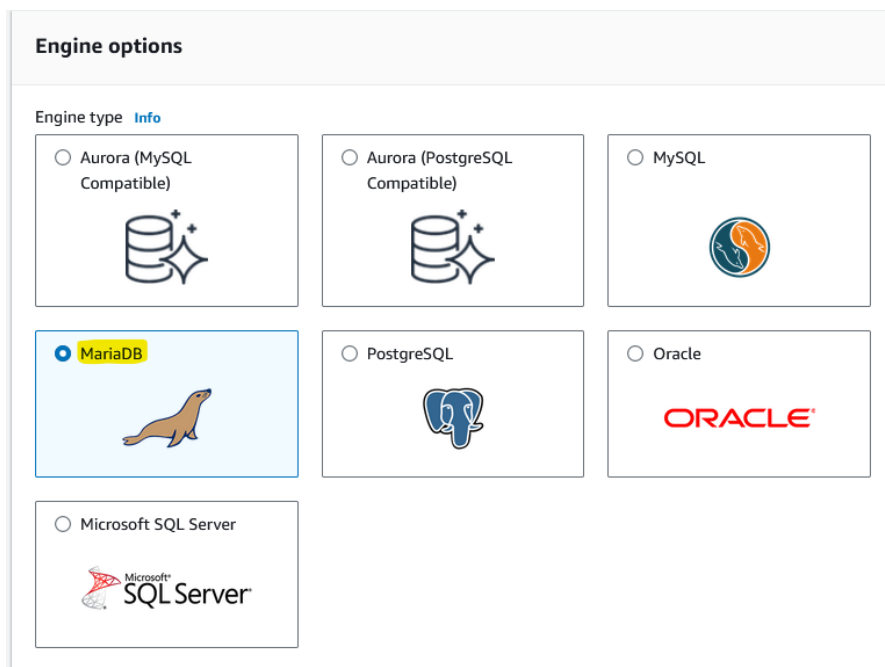 Engine options
Engine type Info
Aurora (MySQL
Compatible)
Aurora (PostgreSQL
Compatible)
MySQL
MariaDB
PostgreSQL
Oracle
ORACLE
Microsoft SQL Server
Microsoft
SQL Server